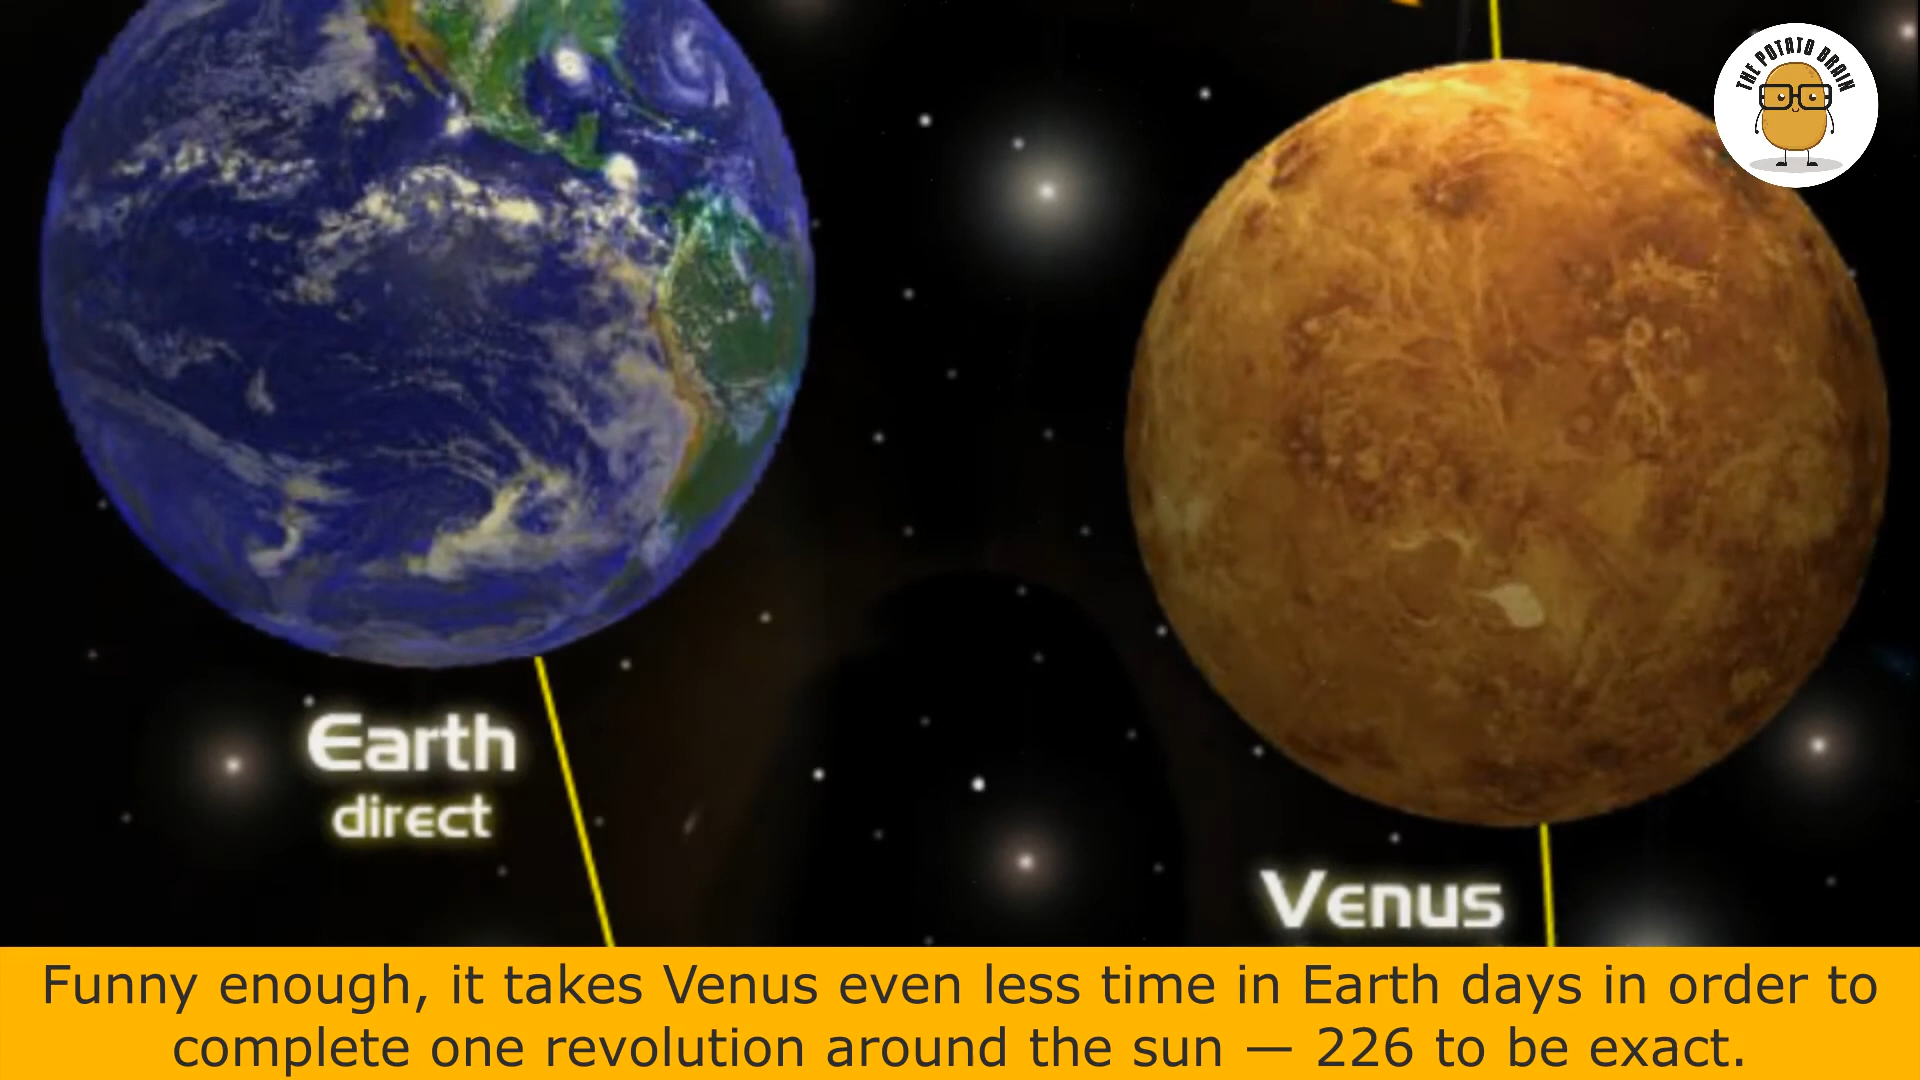 THE POTATO BRAIN
Earth
direct
Venus
Funny enough, it takes Venus even less time in Earth days in order to
complete one revolution around the sun — 226 to be exact.